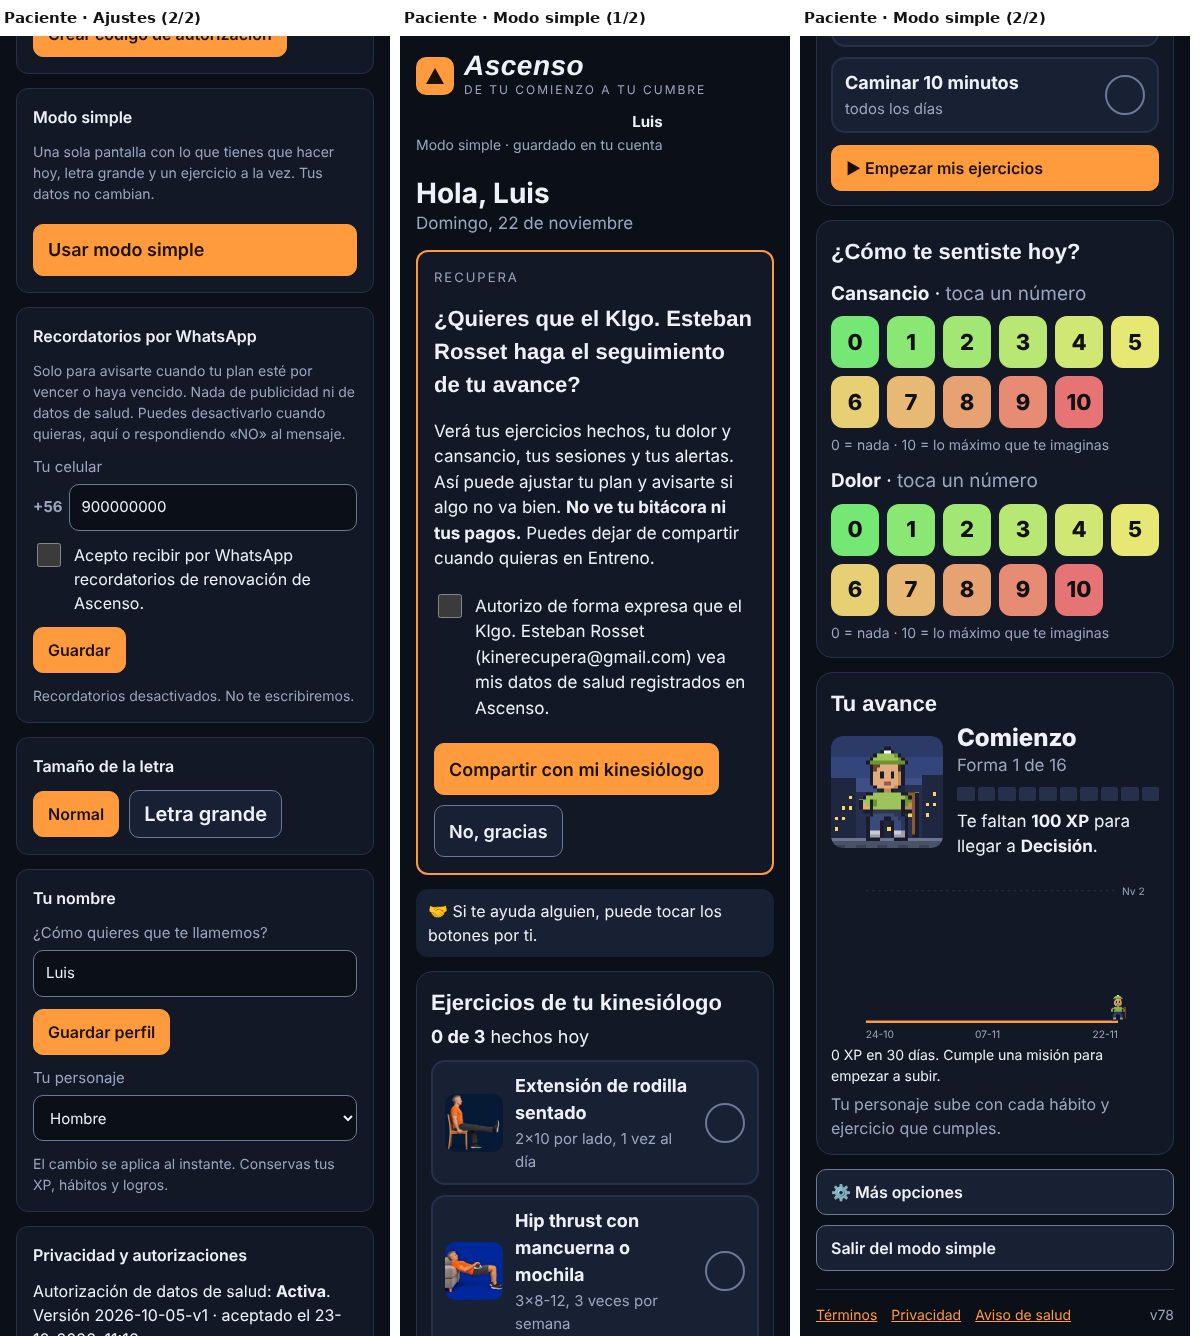 Paciente · Ajustes (2/2)
Crear código de autorización
Modo simple
Una sola pantalla con lo que tienes que hacer
hoy, letra grande y un ejercicio a la vez. Tus
datos no cambian.
Usar modo simple
Recordatorios por WhatsApp
Solo para avisarte cuando tu plan esté por
vencer o haya vencido. Nada de publicidad ni de
datos de salud. Puedes desactivarlo cuando
quieras, aquí o respondiendo «NO» al mensaje.
Tu celular
+56 900000000
Acepto recibir por WhatsApp
recordatorios de renovación de
Ascenso.
Guardar
Recordatorios desactivados. No te escribiremos.
Tamaño de la letra
Normal Letra grande
Tu nombre
¿Cómo quieres que te llamemos?
Luis
Guardar perfil
Tu personaje
Hombre
El cambio se aplica al instante. Conservas tus
XP, hábitos y logros.
Privacidad y autorizaciones
Autorización de datos de salud: Activa.
Versión 2026-10-05-v1 · aceptado el 23-
Paciente · Modo simple (1/2)
Ascenso
DE TU COMIENZO A TU CUMBRE
Luis
Modo simple · guardado en tu cuenta
Hola, Luis
Domingo, 22 de noviembre
RECUPERA
¿Quieres que el Klgo. Esteban
Rosset haga el seguimiento
de tu avance?
Verá tus ejercicios hechos, tu dolor y
cansancio, tus sesiones y tus alertas.
Así puede ajustar tu plan y avisarte si
algo no va bien. No ve tu bitácora ni
tus pagos. Puedes dejar de compartir
cuando quieras en Entreno.
Autorizo de forma expresa que el
Klgo. Esteban Rosset
(kinerecupera@gmail.com) vea
mis datos de salud registrados en
Ascenso.
Compartir con mi kinesiólogo
No, gracias
🤝 Si te ayuda alguien, puede tocar los
botones por ti.
Ejercicios de tu kinesiólogo
0 de 3 hechos hoy
Extensión de rodilla
sentado
2×10 por lado, 1 vez al
día
Hip thrust con
mancuerna o
mochila
3×8-12, 3 veces por
semana
Paciente · Modo simple (2/2)
Caminar 10 minutos
todos los días
▶ Empezar mis ejercicios
¿Cómo te sentiste hoy?
Cansancio · toca un número
0 1 2 3 4 5
6 7 8 9 10
0 = nada · 10 = lo máximo que te imaginas
Dolor · toca un número
0 1 2 3 4 5
6 7 8 9 10
0 = nada · 10 = lo máximo que te imaginas
Tu avance
Comienzo
Forma 1 de 16
Te faltan 100 XP para
llegar a Decisión.
Nv 2
24-10 07-11 22-11
0 XP en 30 días. Cumple una misión para
empezar a subir.
Tu personaje sube con cada hábito y
ejercicio que cumples.
⚙️ Más opciones
Salir del modo simple
Términos Privacidad Aviso de salud v78